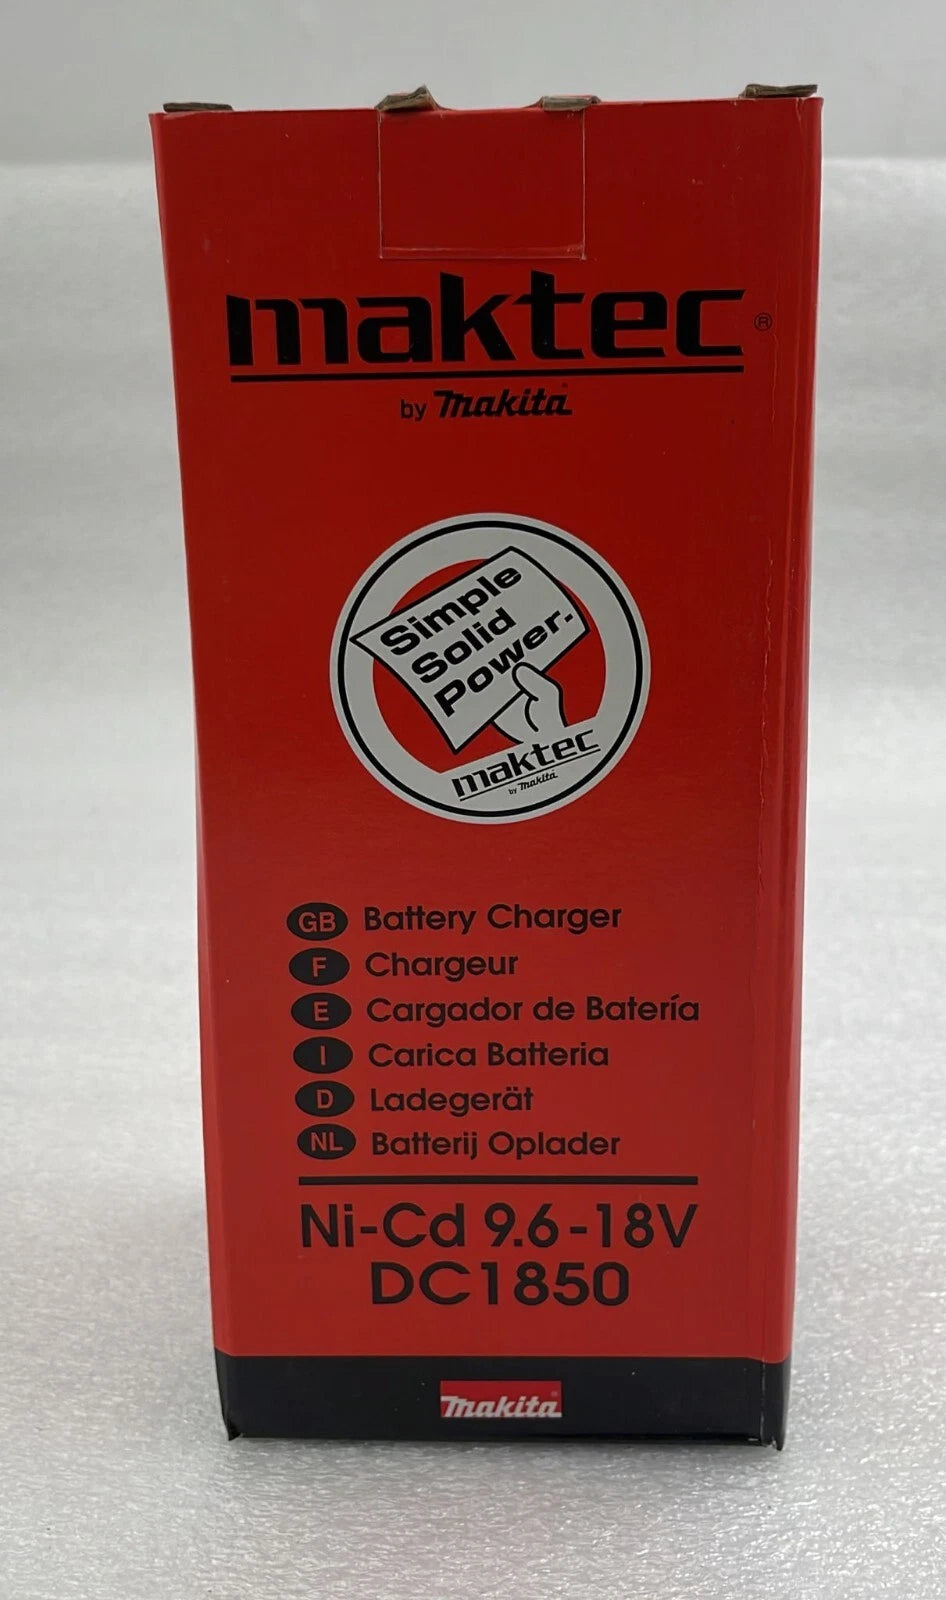 maktec®
by Makita®
Simple
Solid
Power.
maktec
by Makita
GB Battery Charger
F Chargeur
E Cargador de Batería
I Carica Batteria
D Ladegerät
NL Batterij Oplader
Ni-Cd 9.6-18V
DC1850
Makita®